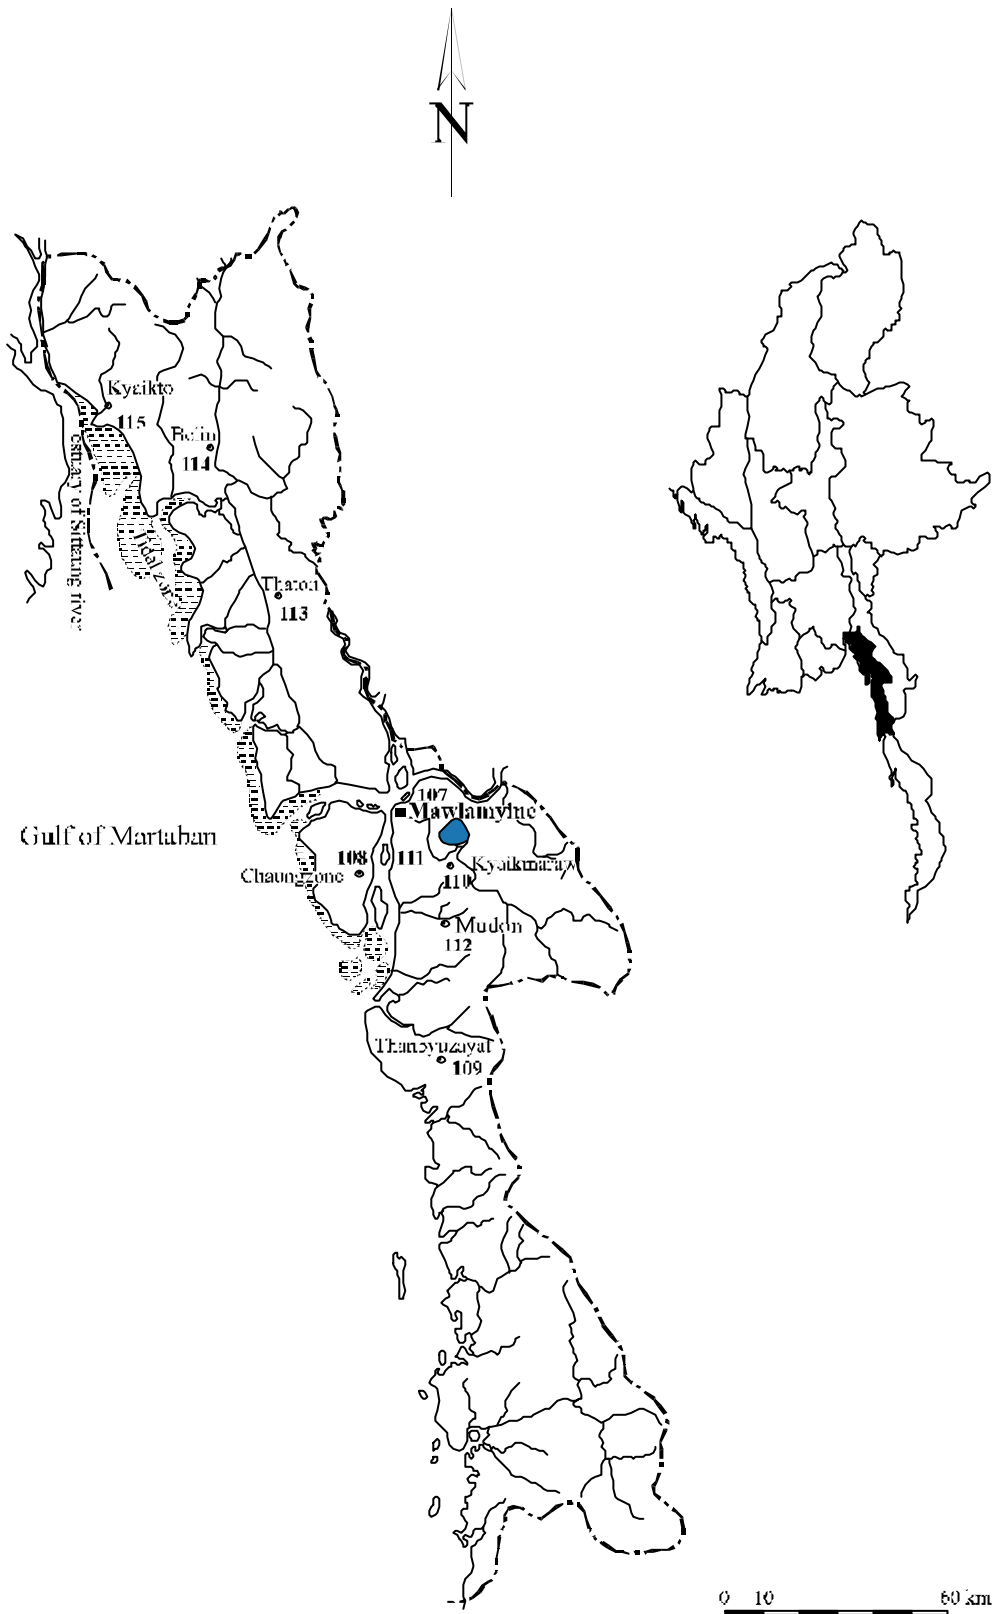 N
Kyaikto
115
Belin
114
estuary of Sittaung river
Tidal zone
Thaton
113
107
Mawlamyine
Gulf of Martaban
108
111
Kyaikmaraw
Chaungzone
110
Mudon
112
Thanbyuzayat
109
0 10 60 km